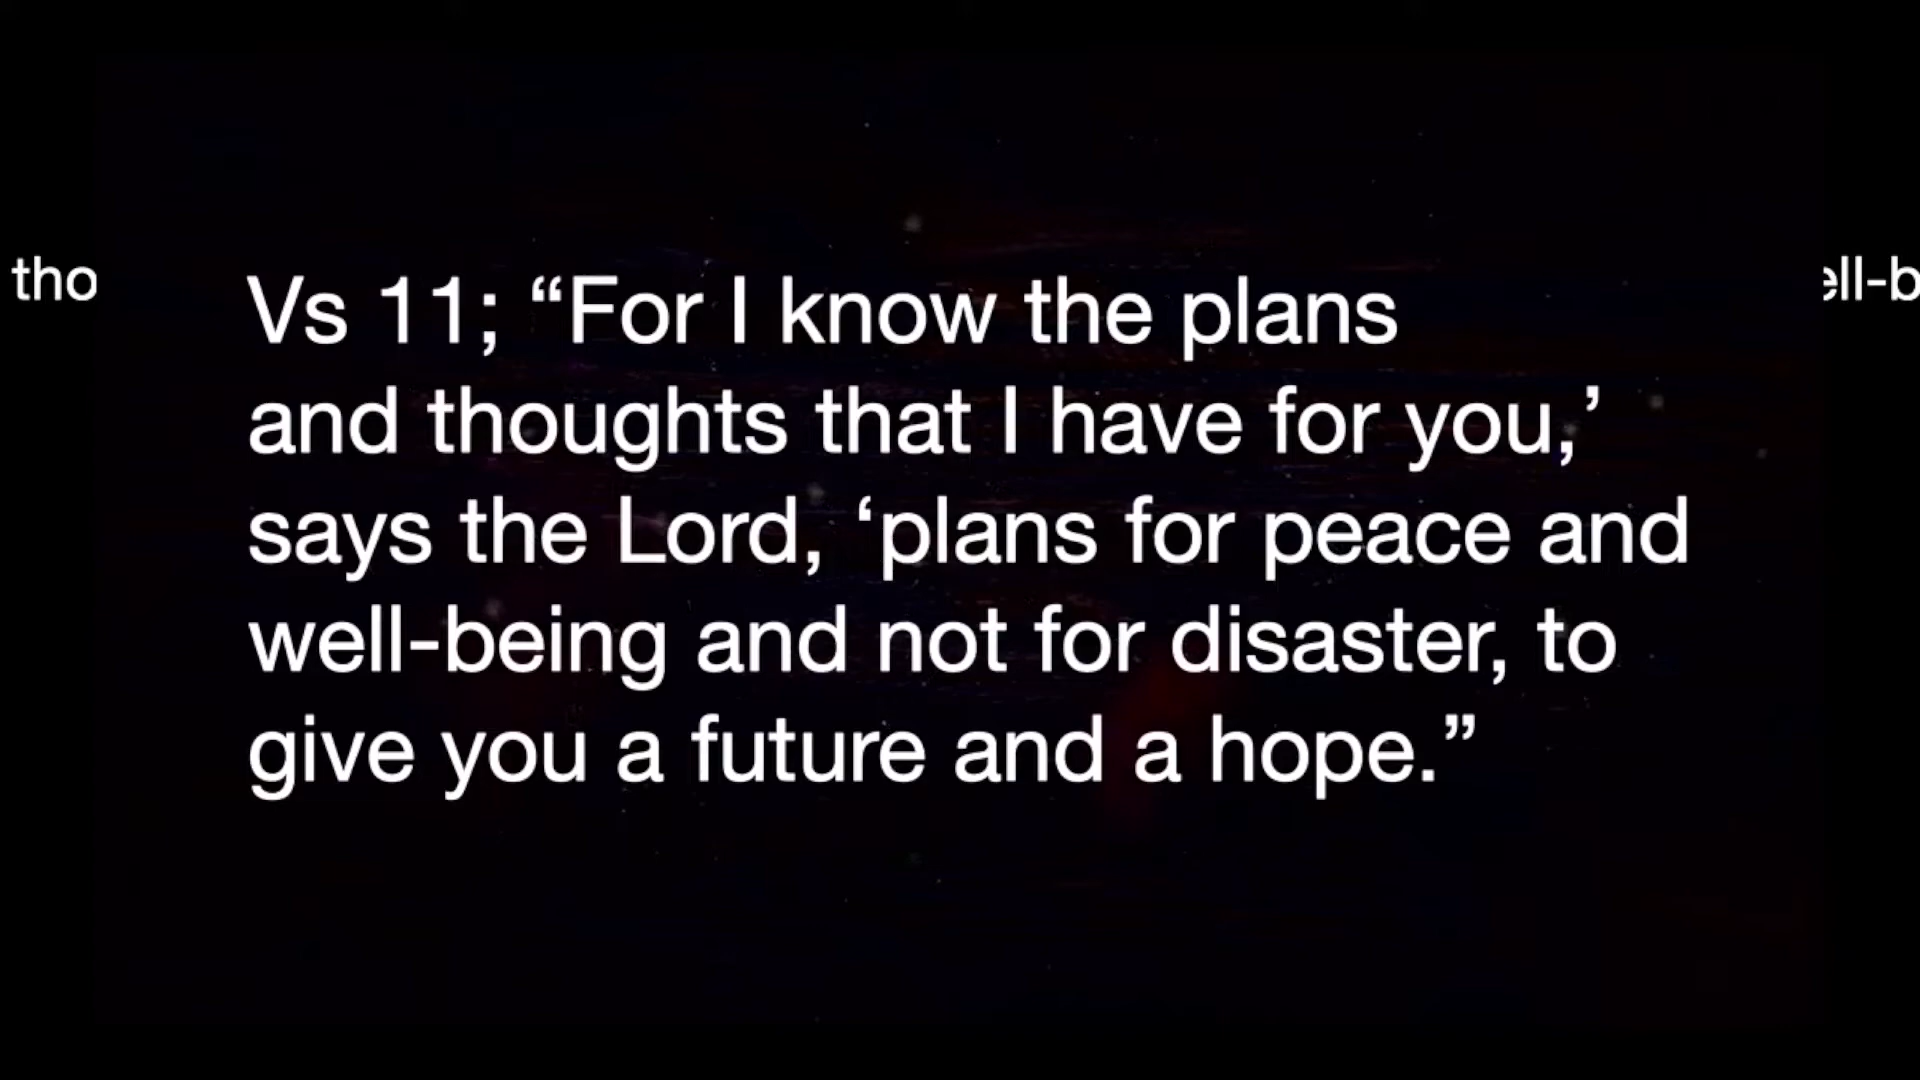 tho
ell-b
Vs 11; “For I know the plans
and thoughts that I have for you,’
says the Lord, ‘plans for peace and
well-being and not for disaster, to
give you a future and a hope.”